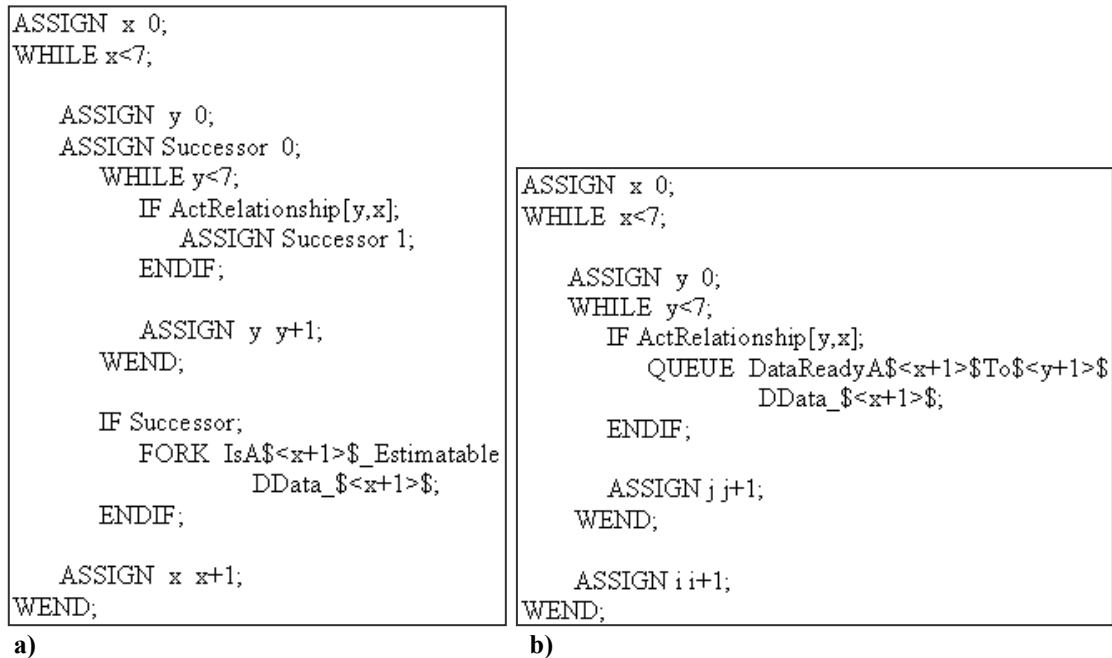 ASSIGN x 0;
WHILE x<7;
ASSIGN y 0;
ASSIGN Successor 0;
WHILE y<7;
IF ActRelationship[y,x];
ASSIGN Successor 1;
ENDIF;
ASSIGN y y+1;
WEND;
IF Successor;
FORK IsA$<x+1>$_Estimatable
DData_$<x+1>$;
ENDIF;
ASSIGN x x+1;
WEND;
a)
ASSIGN x 0;
WHILE x<7;
ASSIGN y 0;
WHILE y<7;
IF ActRelationship[y,x];
QUEUE DataReadyA$<x+1>$To$<y+1>$
DData_$<x+1>$;
ENDIF;
ASSIGN j j+1;
WEND;
ASSIGN i i+1;
WEND;
b)